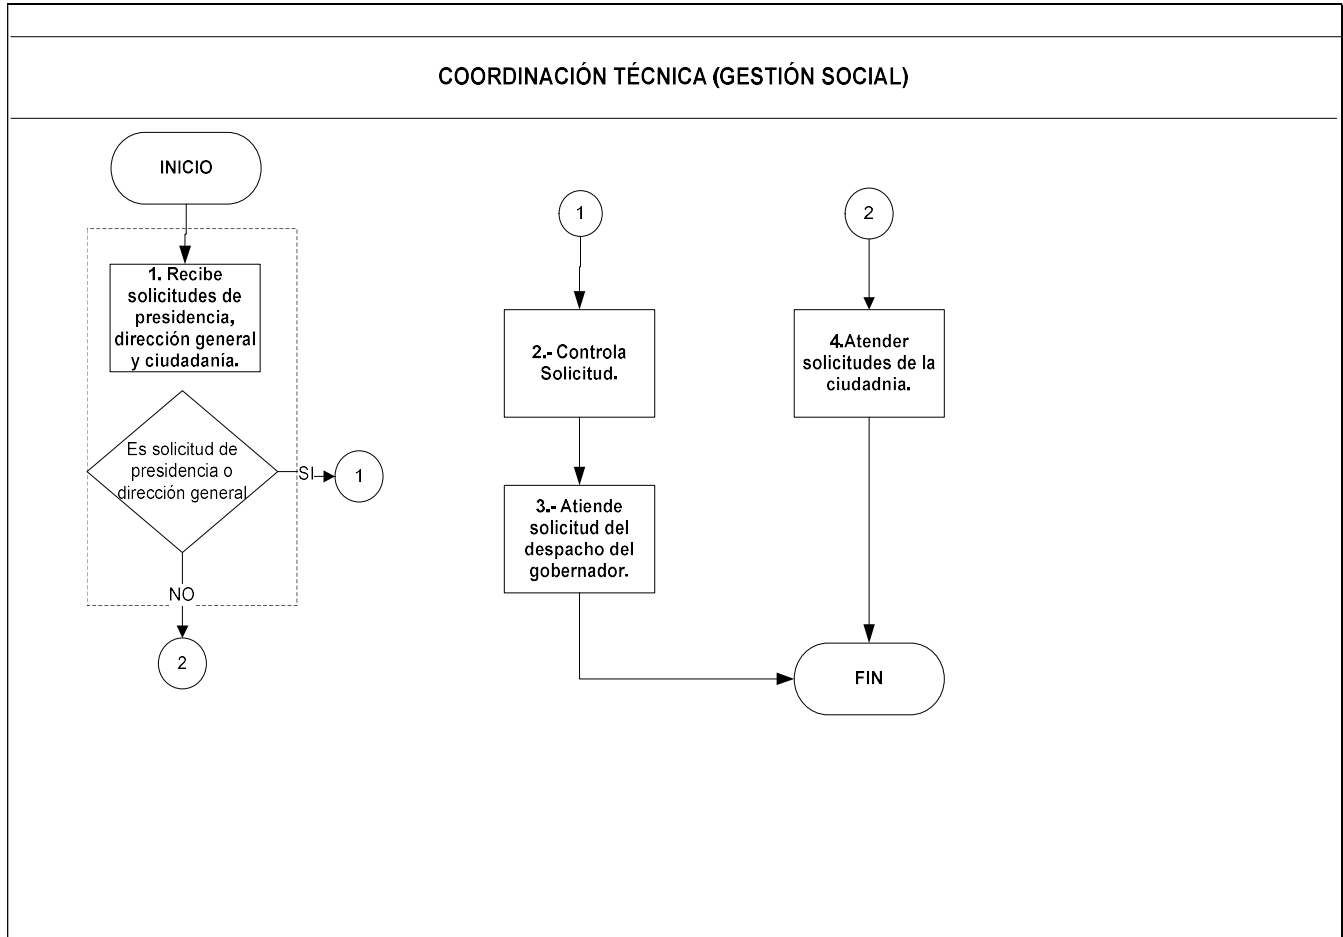 COORDINACIÓN TÉCNICA (GESTIÓN SOCIAL)
INICIO
1. Recibe
solicitudes de
presidencia,
dirección general
y ciudadanía.
Es solicitud de
presidencia o
dirección general
SI
1
NO
2
1
2.- Controla
Solicitud.
3.- Atiende
solicitud del
despacho del
gobernador.
2
4.Atender
solicitudes de la
ciudadnia.
FIN